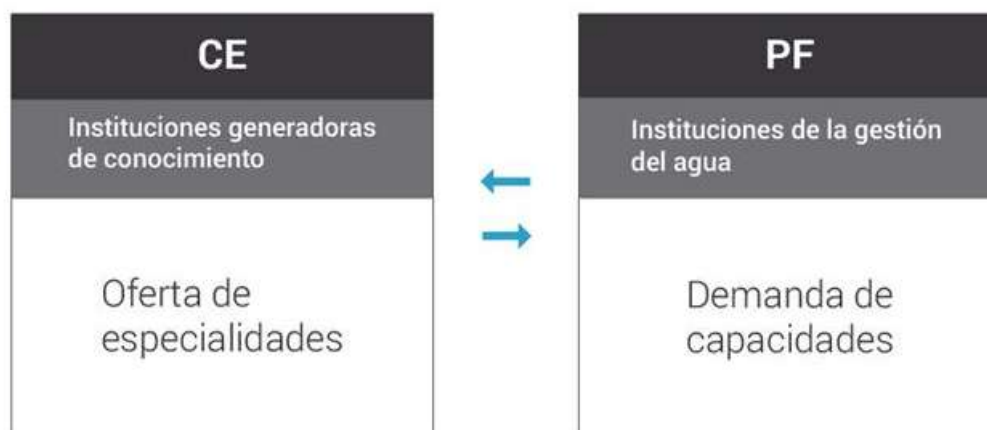 CE
Instituciones generadoras
de conocimiento
Oferta de
especialidades
PF
Instituciones de la gestión
del agua
Demanda de
capacidades